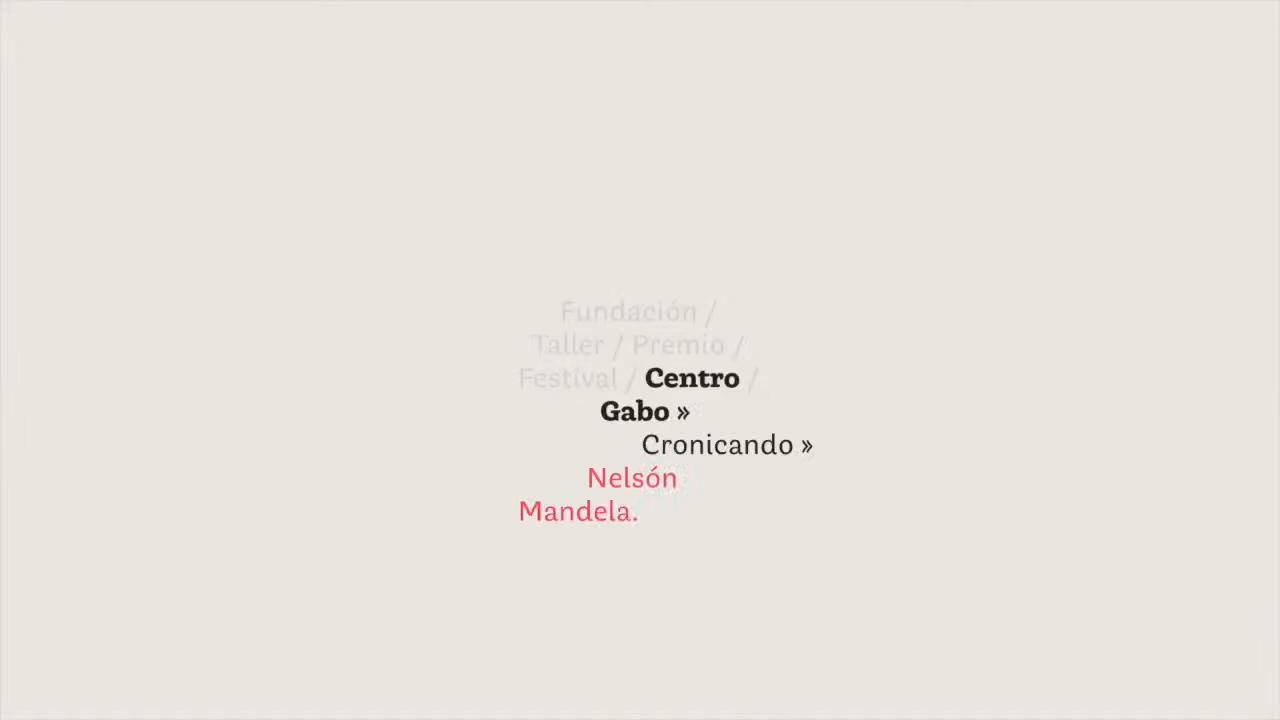 Fundación /
Taller / Premio /
Festival / Centro /
Gabo »
Cronicando »
Nelsón
Mandela.